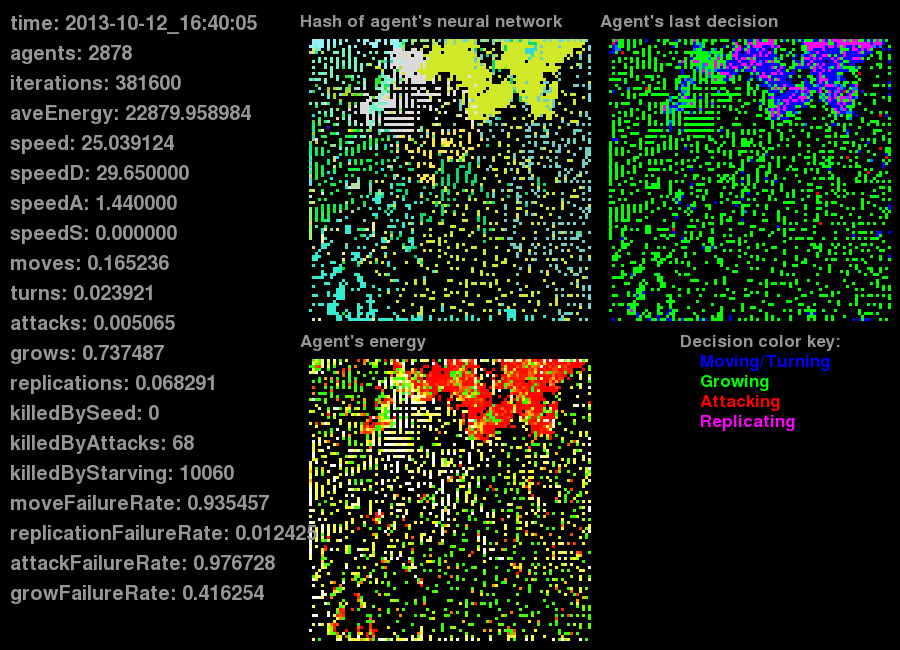 time: 2013-10-12_16:40:05
agents: 2878
iterations: 381600
aveEnergy: 22879.958984
speed: 25.039124
speedD: 29.650000
speedA: 1.440000
speedS: 0.000000
moves: 0.165236
turns: 0.023921
attacks: 0.005065
grows: 0.737487
replications: 0.068291
killedBySeed: 0
killedByAttacks: 68
killedByStarving: 10060
moveFailureRate: 0.935457
replicationFailureRate: 0.012425
attackFailureRate: 0.976728
growFailureRate: 0.416254
Hash of agent's neural network
Agent's last decision
Agent's energy
Decision color key:
Moving/Turning
Growing
Attacking
Replicating